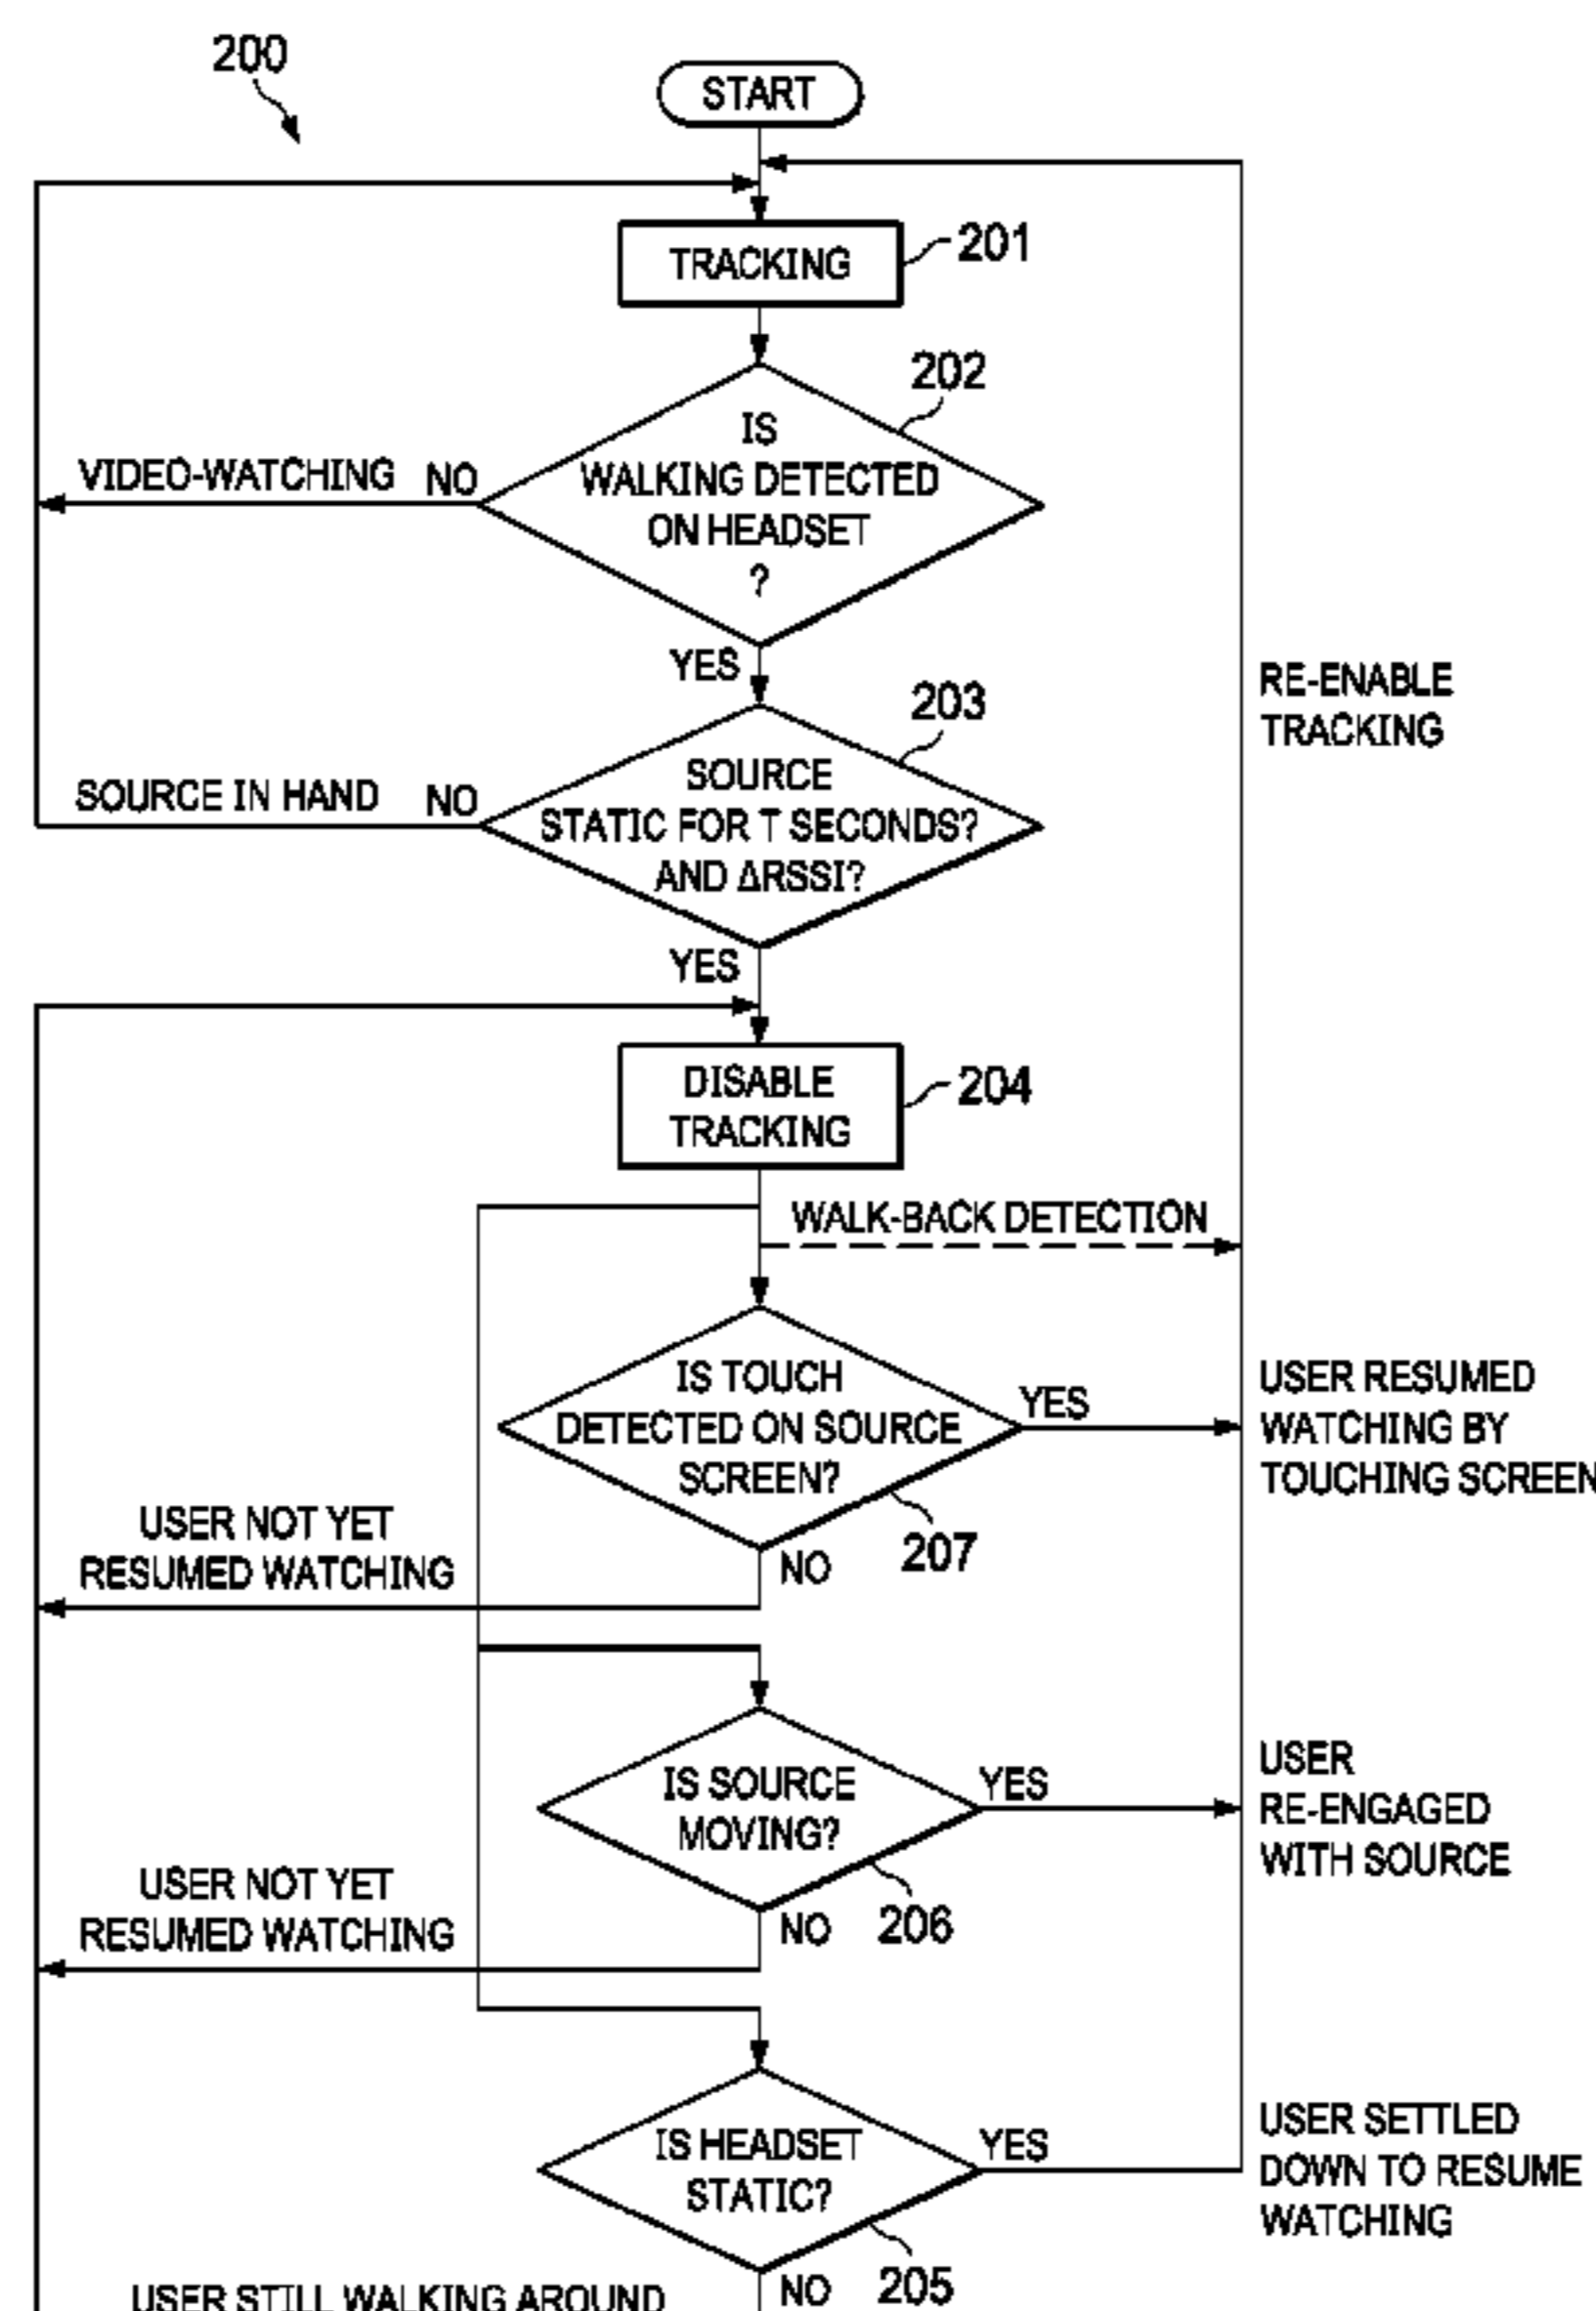 200
START
TRACKING
201
202
IS
WALKING DETECTED
ON HEADSET
?
VIDEO-WATCHING
NO
YES
203
SOURCE
STATIC FOR T SECONDS?
AND ΔRSSI?
SOURCE IN HAND
NO
RE-ENABLE
TRACKING
YES
DISABLE
TRACKING
204
WALK-BACK DETECTION
IS TOUCH
DETECTED ON SOURCE
SCREEN?
YES
USER RESUMED
WATCHING BY
TOUCHING SCREEN
207
NO
USER NOT YET
RESUMED WATCHING
IS SOURCE
MOVING?
YES
USER
RE-ENGAGED
WITH SOURCE
206
NO
USER NOT YET
RESUMED WATCHING
IS HEADSET
STATIC?
YES
USER SETTLED
DOWN TO RESUME
WATCHING
205
NO
USER STILL WALKING AROUND